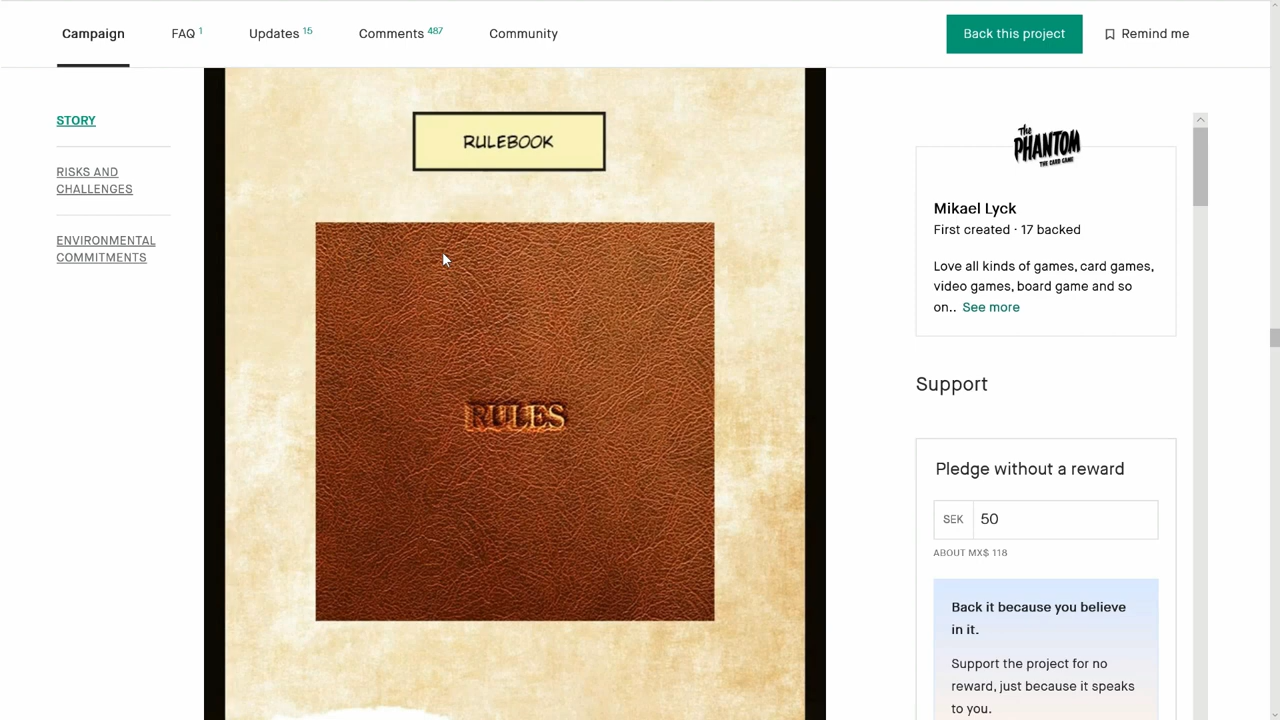 Campaign
FAQ 1
Updates 15
Comments 487
Community
Back this project
Remind me
STORY
RISKS AND
CHALLENGES
ENVIRONMENTAL
COMMITMENTS
RULEBOOK
RULES
The
PHANTOM
THE CARD GAME
Mikael Lyck
First created · 17 backed
Love all kinds of games, card games,
video games, board game and so
on.. See more
Support
Pledge without a reward
SEK 50
ABOUT MX$ 118
Back it because you believe
in it.
Support the project for no
reward, just because it speaks
to you.